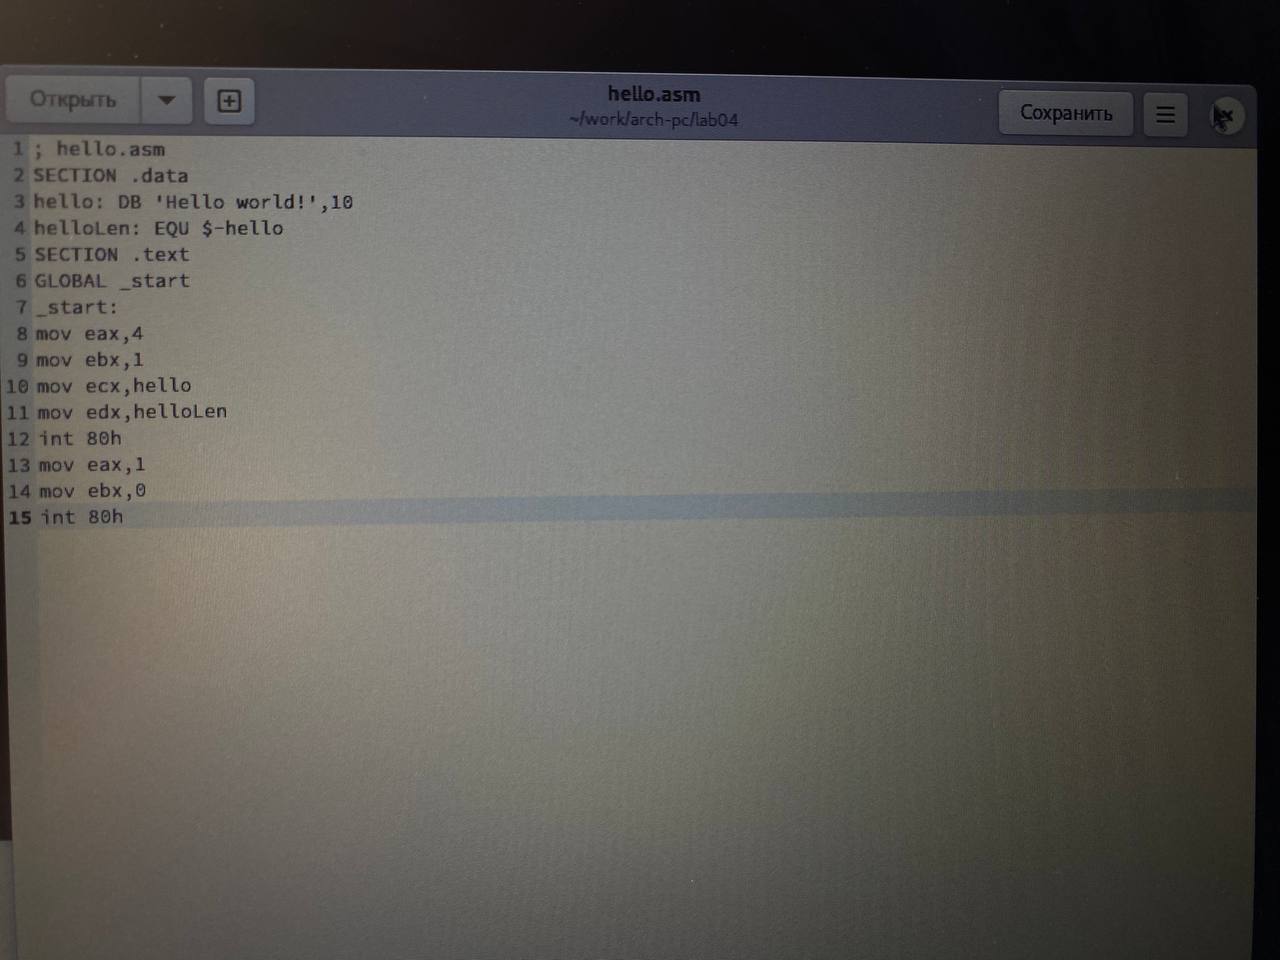 Открыть
hello.asm
~/work/arch-pc/lab04
Сохранить
1 ; hello.asm
2 SECTION .data
3 hello: DB 'Hello world!',10
4 helloLen: EQU $-hello
5 SECTION .text
6 GLOBAL _start
7 _start:
8 mov eax,4
9 mov ebx,1
10 mov ecx,hello
11 mov edx,helloLen
12 int 80h
13 mov eax,1
14 mov ebx,0
15 int 80h